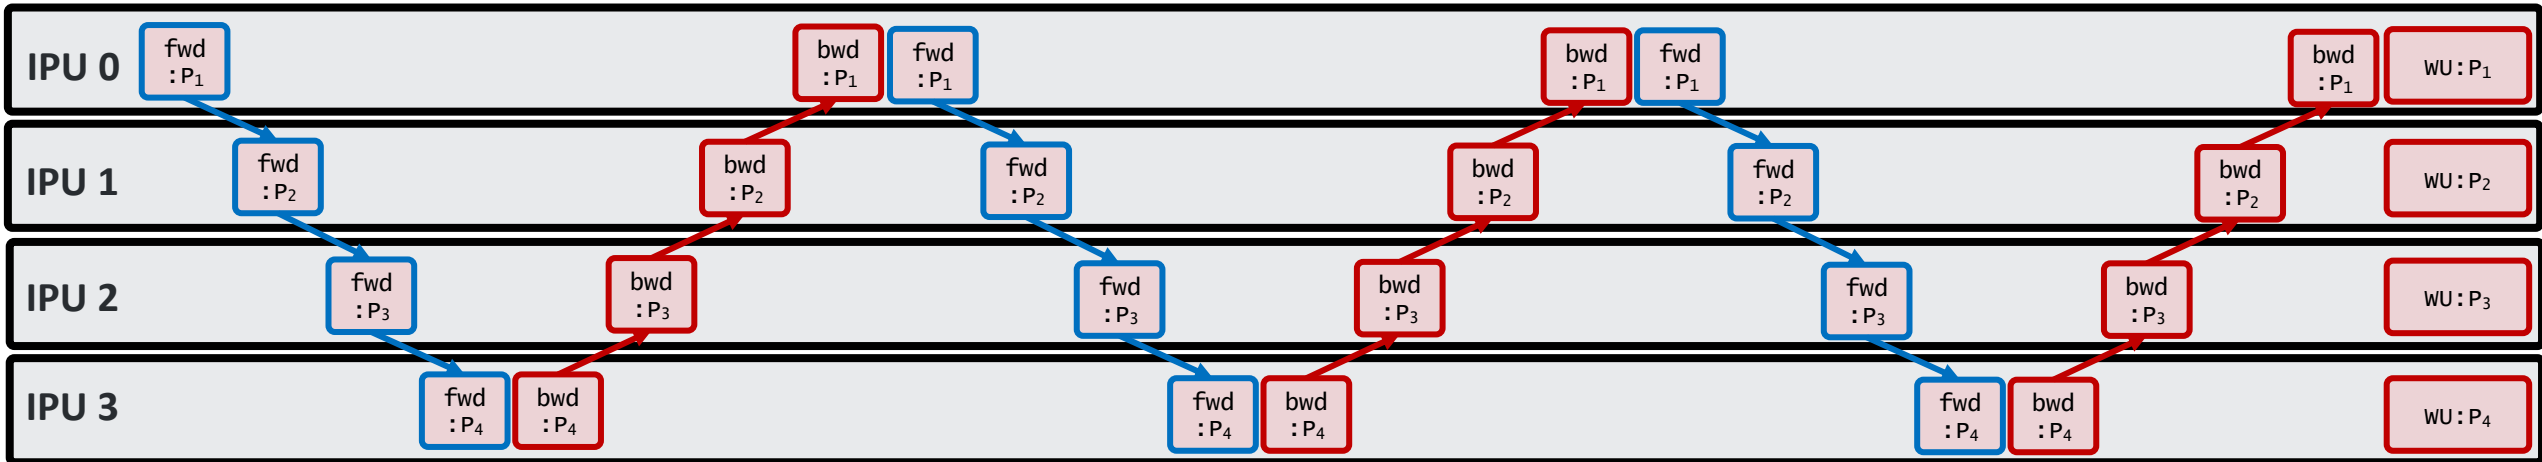 IPU 0
fwd
:P₁
bwd
:P₁
fwd
:P₁
bwd
:P₁
fwd
:P₁
bwd
:P₁
WU:P₁
IPU 1
fwd
:P₂
bwd
:P₂
fwd
:P₂
bwd
:P₂
fwd
:P₂
bwd
:P₂
WU:P₂
IPU 2
fwd
:P₃
bwd
:P₃
fwd
:P₃
bwd
:P₃
fwd
:P₃
bwd
:P₃
WU:P₃
IPU 3
fwd
:P₄
bwd
:P₄
fwd
:P₄
bwd
:P₄
fwd
:P₄
bwd
:P₄
WU:P₄